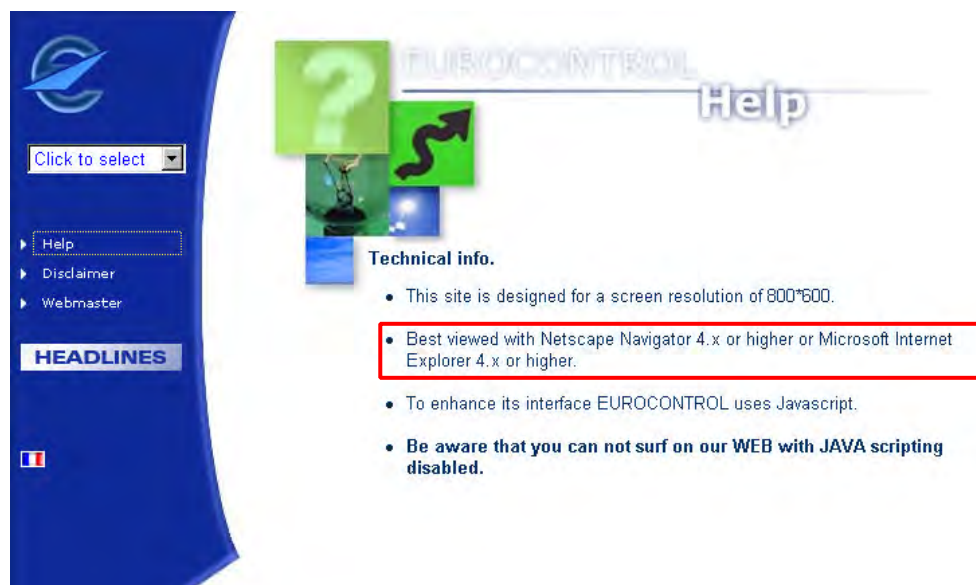 EUROCONTROL
Help
Click to select
Help
Disclaimer
Webmaster
HEADLINES
Technical info.
• This site is designed for a screen resolution of 800*600.
• Best viewed with Netscape Navigator 4.x or higher or Microsoft Internet
Explorer 4.x or higher.
• To enhance its interface EUROCONTROL uses Javascript.
• Be aware that you can not surf on our WEB with JAVA scripting
disabled.